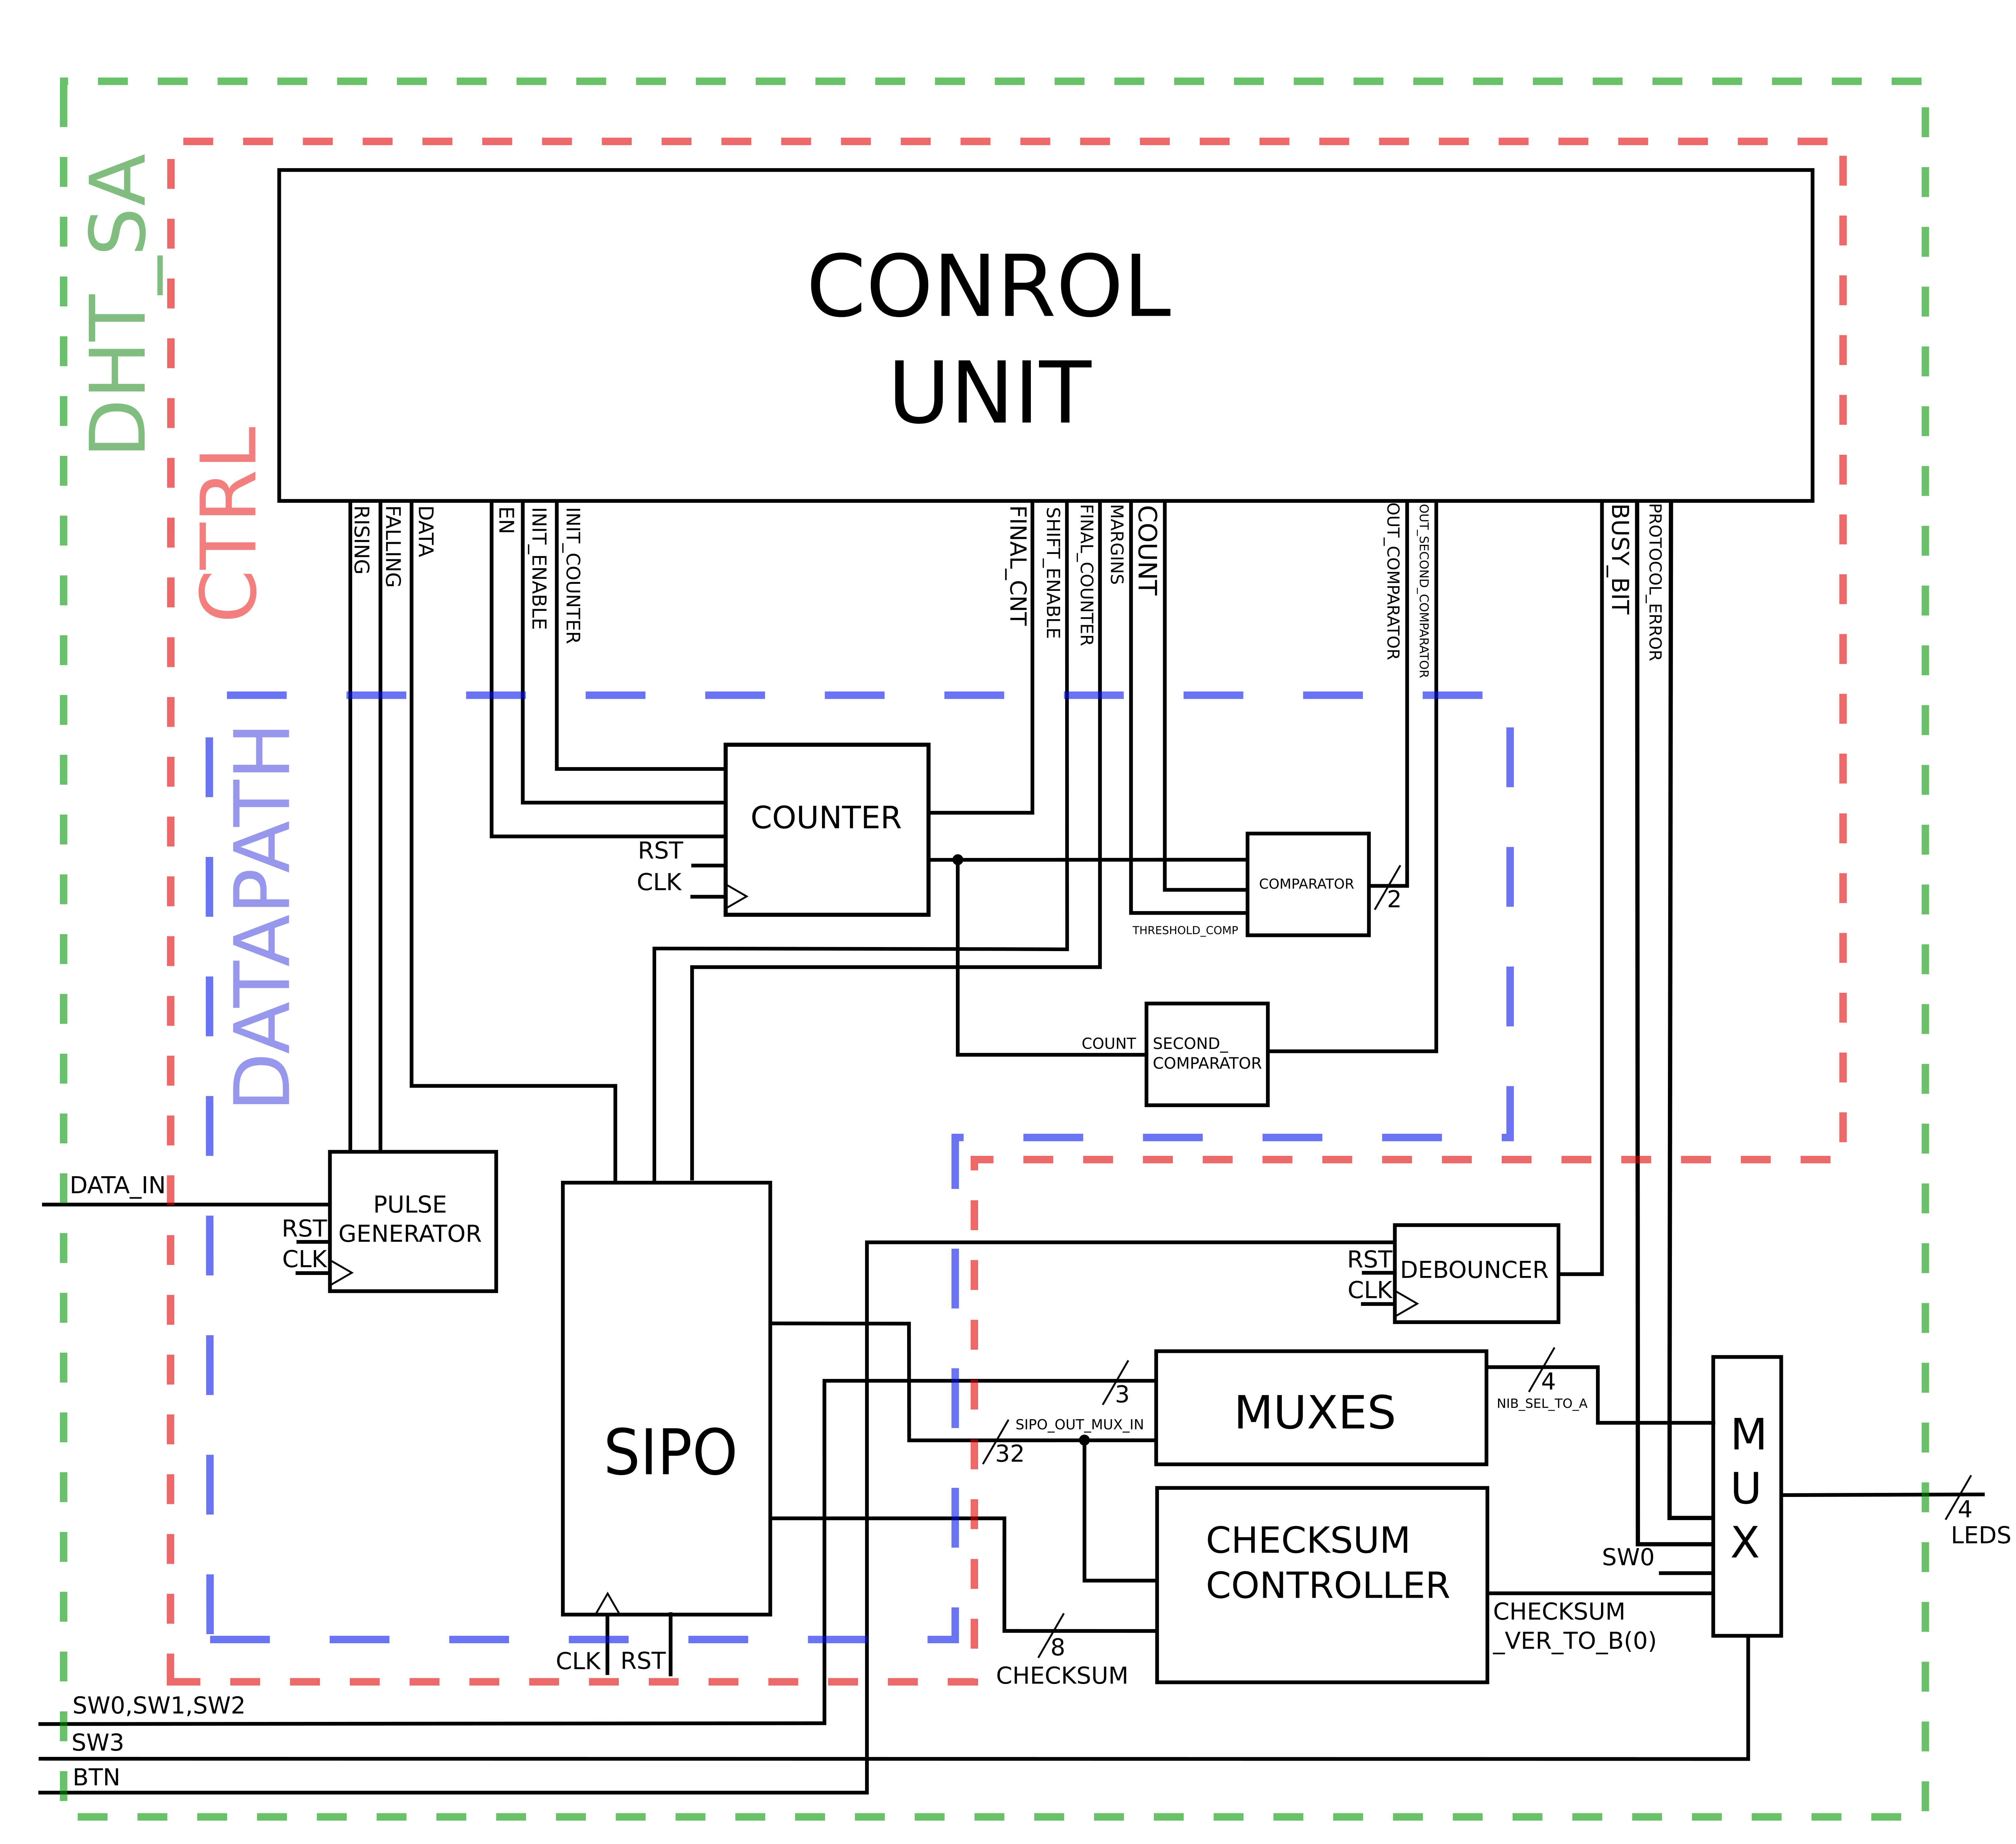 DHT_SA
CTRL
CONROL
UNIT
RISING
FALLING
DATA
EN
INIT_ENABLE
INIT_COUNTER
FINAL_CNT
SHIFT_ENABLE
FINAL_COUNTER
MARGINS
COUNT
OUT_COMPARATOR
OUT_SECOND_COMPARATOR
BUSY_BIT
PROTOCOL_ERROR
DATAPATH
COUNTER
RST
CLK
COMPARATOR
2
THRESHOLD_COMP
COUNT
SECOND_
COMPARATOR
DATA_IN
PULSE
GENERATOR
RST
CLK
RST
CLK
DEBOUNCER
SIPO
3
MUXES
4
NIB_SEL_TO_A
SIPO_OUT_MUX_IN
32
M
U
X
4
LEDS
CHECKSUM
CONTROLLER
SW0
CHECKSUM
_VER_TO_B(0)
8
CHECKSUM
CLK
RST
SW0,SW1,SW2
SW3
BTN